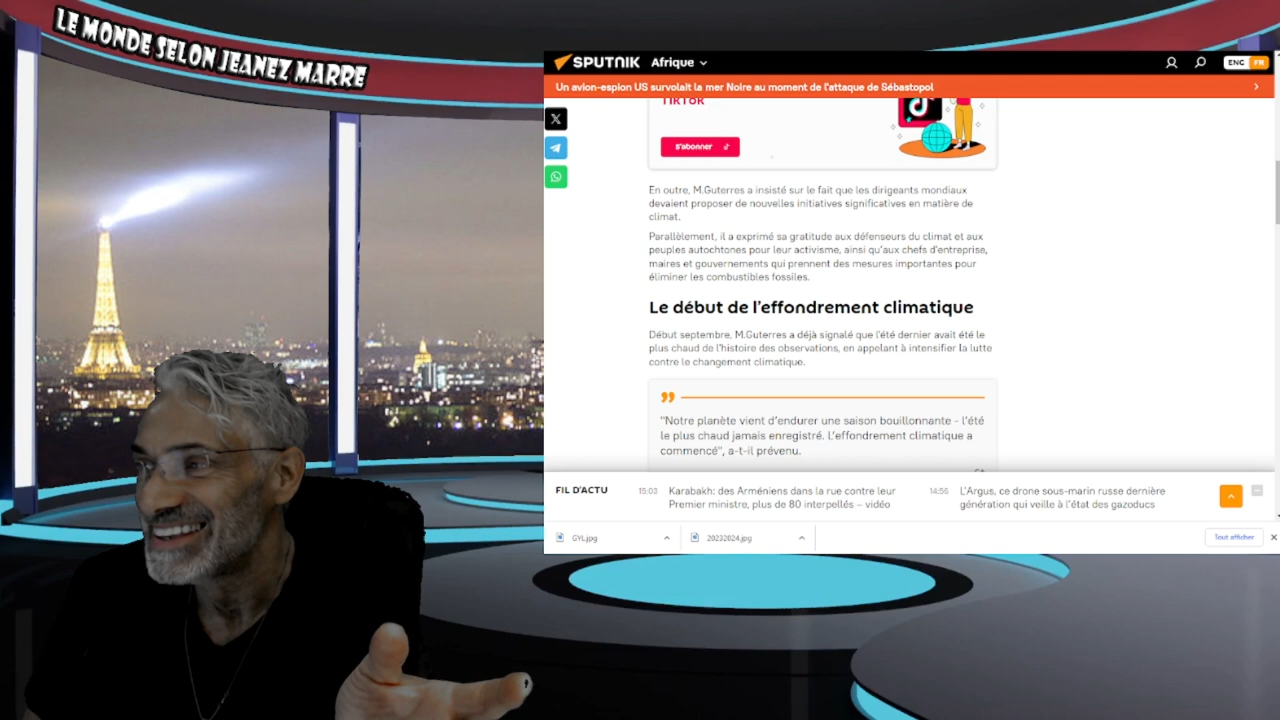 LE MONDE SELON JEANEZ MARRE
SPUTNIK Afrique
ENG FR
Un avion-espion US survolait la mer Noire au moment de l'attaque de Sébastopol
TIKTOK
S'abonner
En outre, M.Guterres a insisté sur le fait que les dirigeants mondiaux
devaient proposer de nouvelles initiatives significatives en matière de
climat.
Parallèlement, il a exprimé sa gratitude aux défenseurs du climat et aux
peuples autochtones pour leur activisme, ainsi qu'aux chefs d'entreprise,
maires et gouvernements qui prennent des mesures importantes pour
éliminer les combustibles fossiles.
Le début de l'effondrement climatique
Début septembre, M.Guterres a déjà signalé que l'été dernier avait été le
plus chaud de l'histoire des observations, en appelant à intensifier la lutte
contre le changement climatique.
"Notre planète vient d'endurer une saison bouillonnante - l'été
le plus chaud jamais enregistré. L'effondrement climatique a
commencé", a-t-il prévenu.
FIL D'ACTU
15:03 Karabakh: des Arméniens dans la rue contre leur
Premier ministre, plus de 80 interpellés – vidéo
14:56 L'Argus, ce drone sous-marin russe dernière
génération qui veille à l'état des gazoducs
GYL.jpg
20232024.jpg
Tout afficher